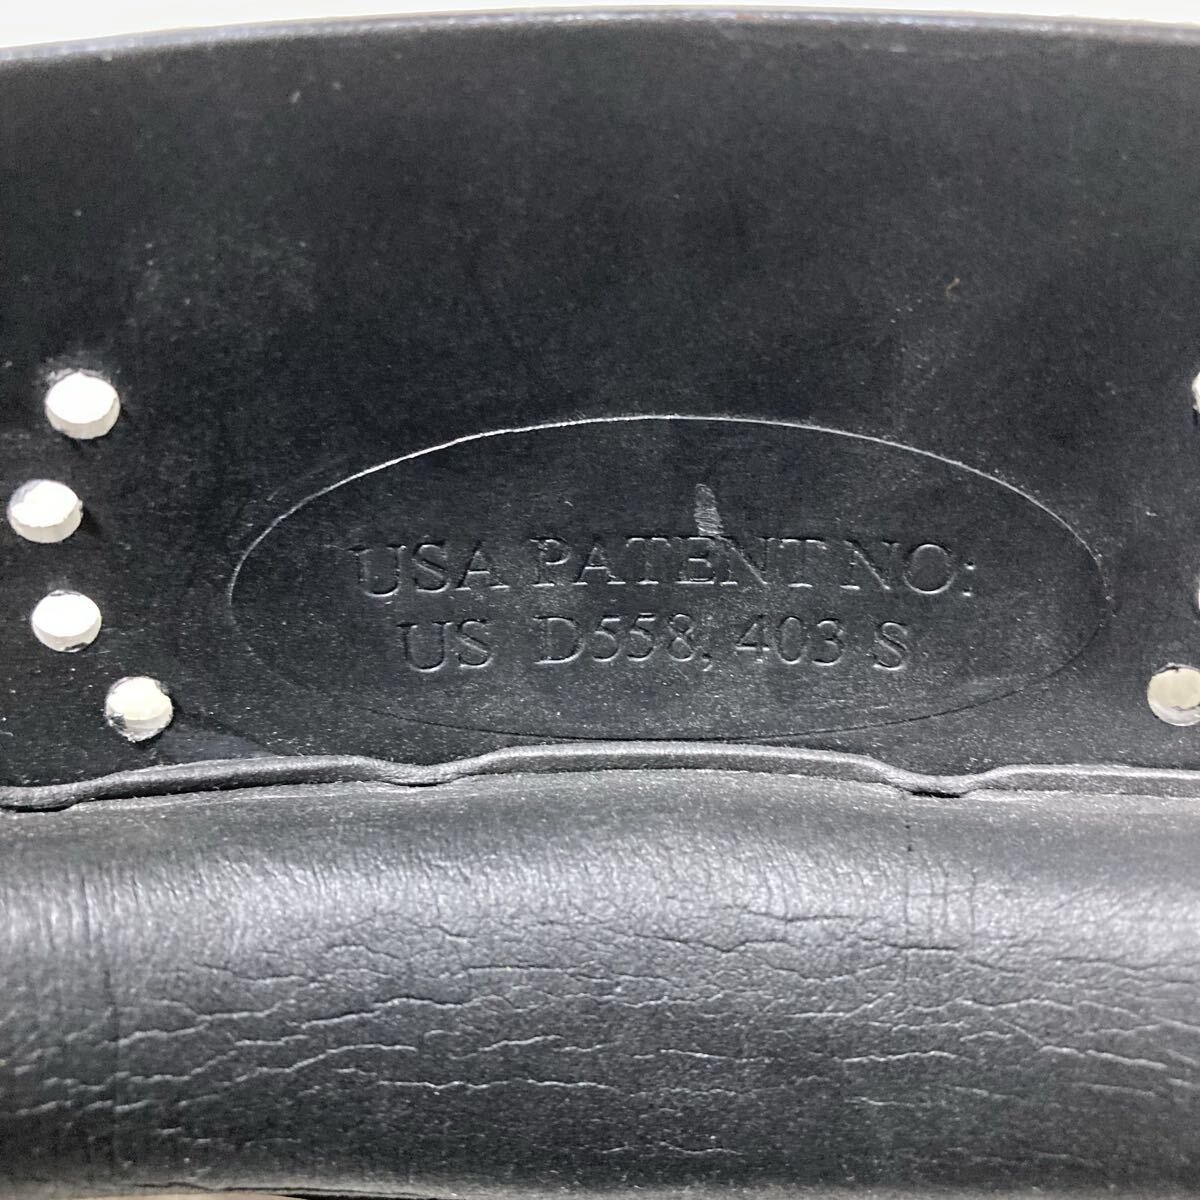 USA PATENT NO:
US D558, 403 S